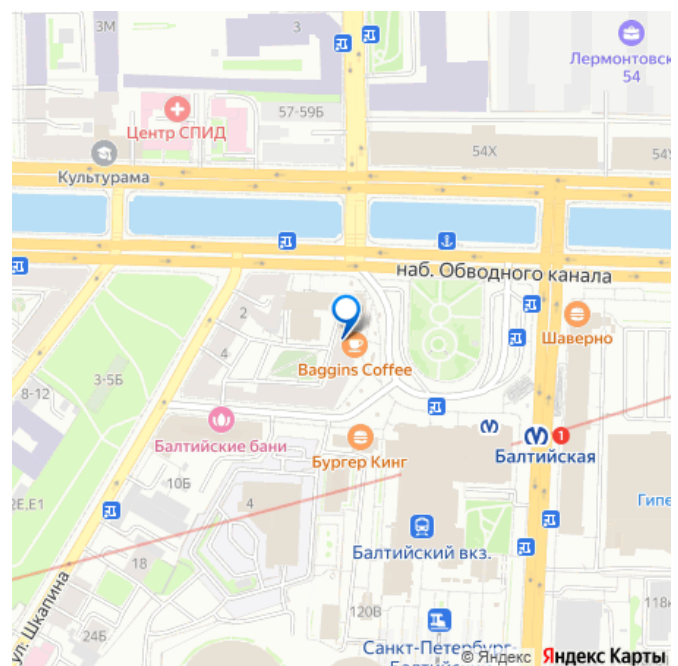 3М
3
Лермонтовск
54
57-59Б
Центр СПИД
54Х
Культурама
наб. Обводного канала
2
Шаверно
4
Baggins Coffee
3-5Б
8-12
Балтийские бани
Бургер Кинг
1
Балтийская
10Б
2Е,Е1
4
Гипе
Балтийский вкз.
18
ул. Шкапина
120В
118к
24Б
Санкт-Петербург-
© Яндекс Яндекс Карты